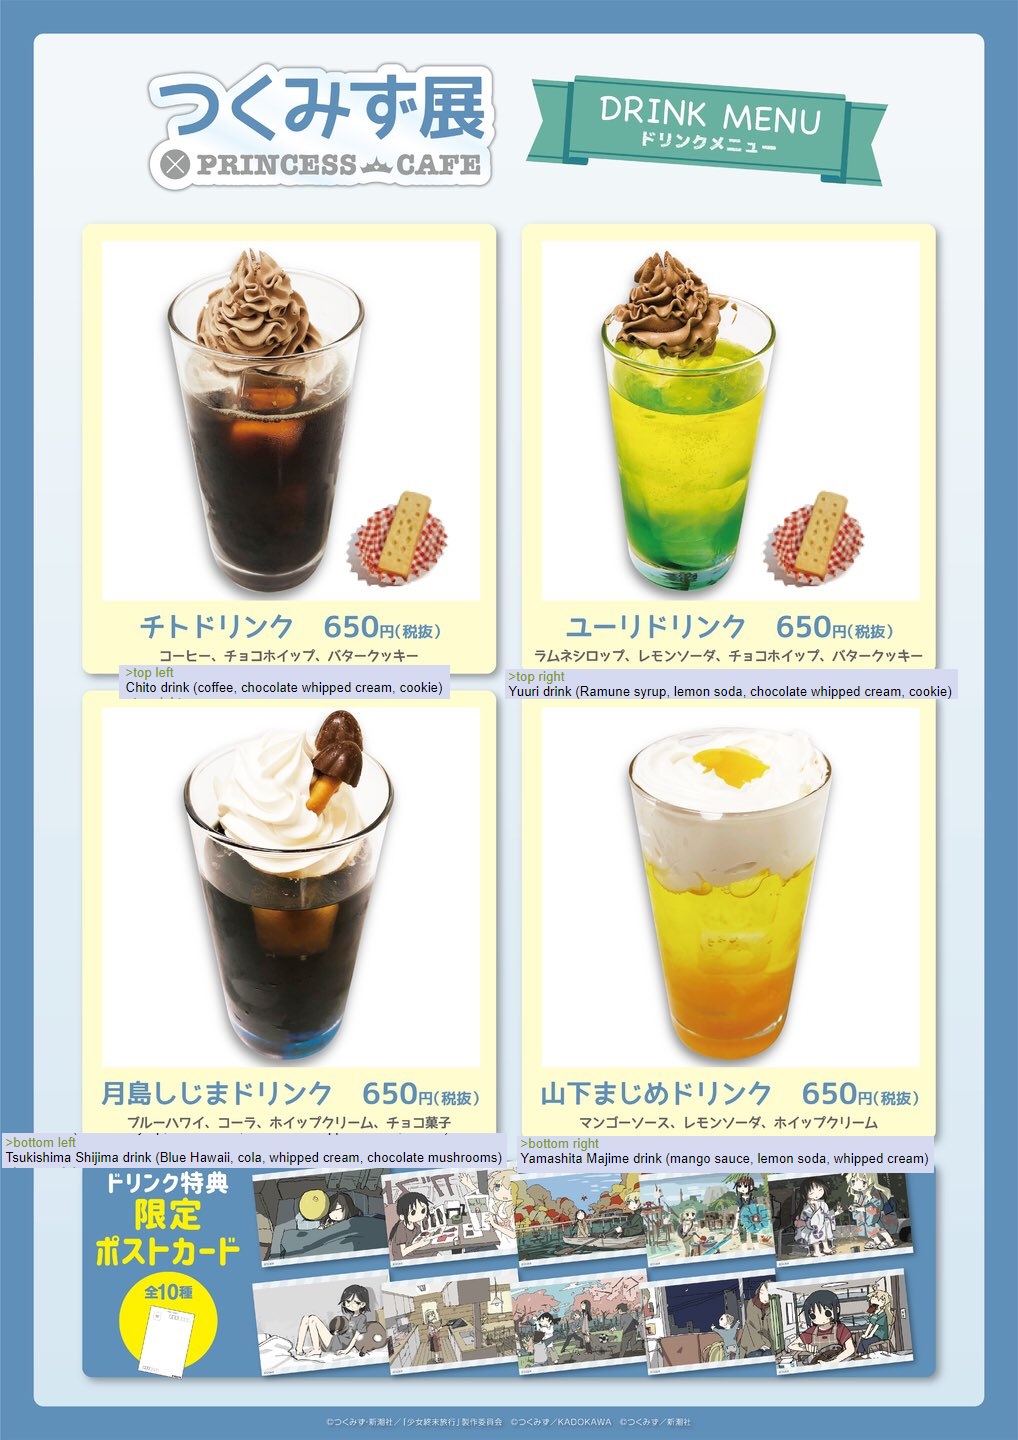 つくみず展
PRINCESS CAFE
DRINK MENU
ドリンクメニュー
チトドリンク 650円(税抜)
コーヒー、チョコホイップ、バタークッキー
>top left
Chito drink (coffee, chocolate whipped cream, cookie)
ユーリドリンク 650円(税抜)
ラムネシロップ、レモンソーダ、チョコホイップ、バタークッキー
>top right
Yuuri drink (Ramune syrup, lemon soda, chocolate whipped cream, cookie)
月島しじまドリンク 650円(税抜)
ブルーハワイ、コーラ、ホイップクリーム、チョコ菓子
>bottom left
Tsukishima Shijima drink (Blue Hawaii, cola, whipped cream, chocolate mushrooms)
山下まじめドリンク 650円(税抜)
マンゴーソース、レモンソーダ、ホイップクリーム
>bottom right
Yamashita Majime drink (mango sauce, lemon soda, whipped cream)
ドリンク特典
限定
ポストカード
全10種
©つくみず・新潮社／「少女終末旅行」製作委員会 ©つくみず／KADOKAWA ©つくみず／新潮社